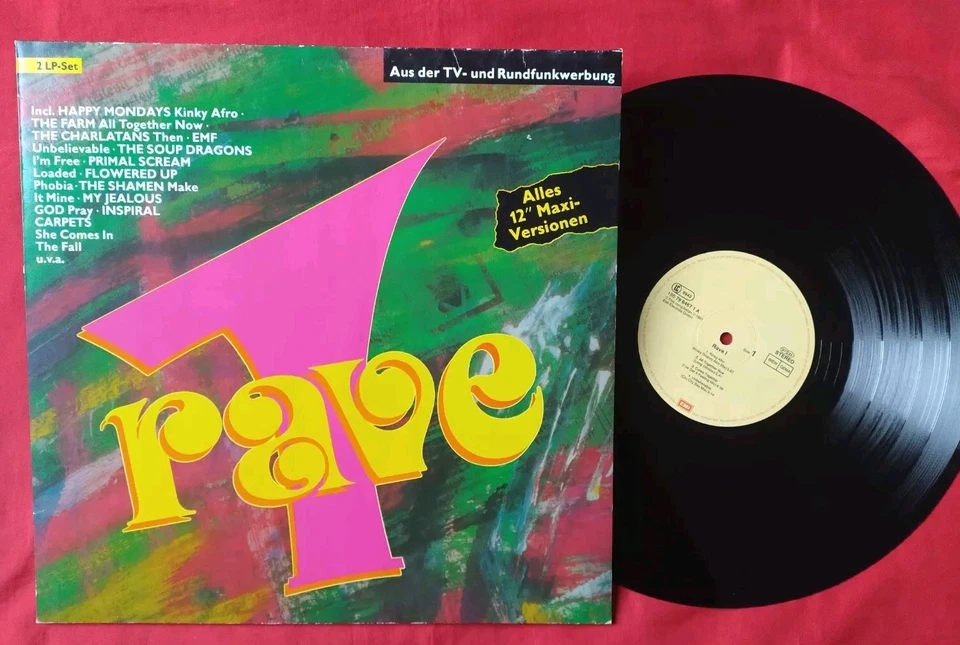 2 LP-Set
Aus der TV- und Rundfunkwerbung
Incl. HAPPY MONDAYS Kinky Afro ·
THE FARM All Together Now ·
THE CHARLATANS Then · EMF
Unbelievable · THE SOUP DRAGONS
I'm Free · PRIMAL SCREAM
Loaded · FLOWERED UP
Phobia · THE SHAMEN Make
It Mine · MY JEALOUS
GOD Pray · INSPIRAL
CARPETS
She Comes In
The Fall
u.v.a.
Alles
12" Maxi-
Versionen
1
rave
Rave I
1
STEREO
EMI